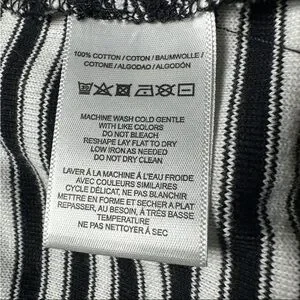 100% COTTON / COTON / BAUMWOLLE /
COTONE / ALGODAO / ALGODÓN
MACHINE WASH COLD GENTLE
WITH LIKE COLORS
DO NOT BLEACH
RESHAPE LAY FLAT TO DRY
LOW IRON AS NEEDED
DO NOT DRY CLEAN
LAVER À LA MACHINE À L'EAU FROIDE
AVEC COULEURS SIMILAIRES
CYCLE DÉLICAT, NE PAS BLANCHIR
METTRE EN FORME ET SECHER A PLAT
REPASSER, AU BESOIN, À TRÈS BASSE
TEMPERATURE
NE PAS NETTOYER À SEC